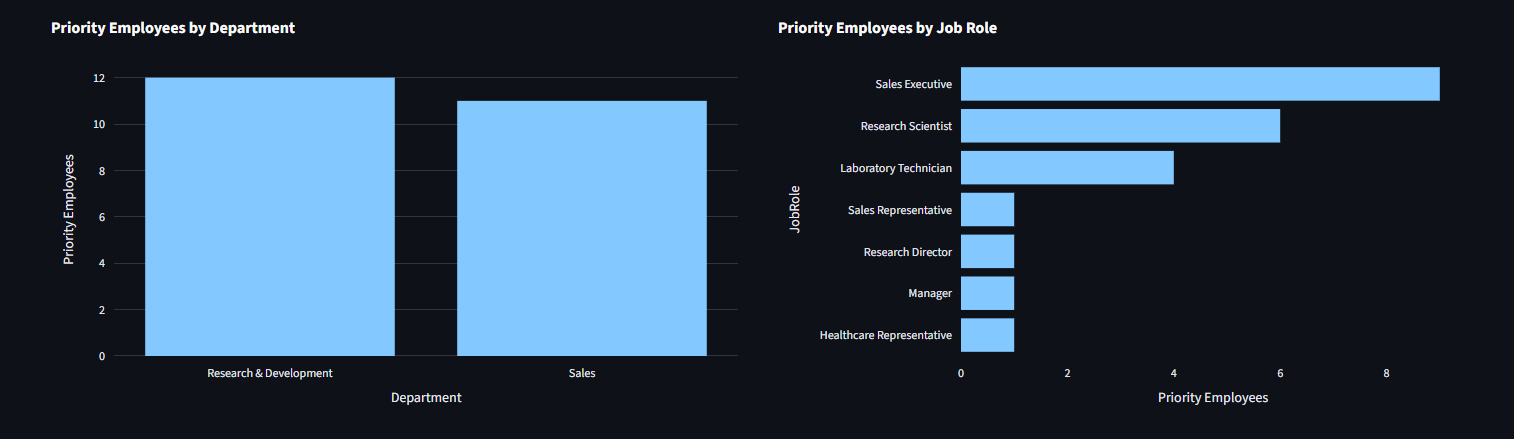 Priority Employees by Department
12
10
8
6
4
2
0
Priority Employees
Research & Development
Sales
Department
Priority Employees by Job Role
Sales Executive
Research Scientist
Laboratory Technician
Sales Representative
Research Director
Manager
Healthcare Representative
JobRole
0 2 4 6 8
Priority Employees